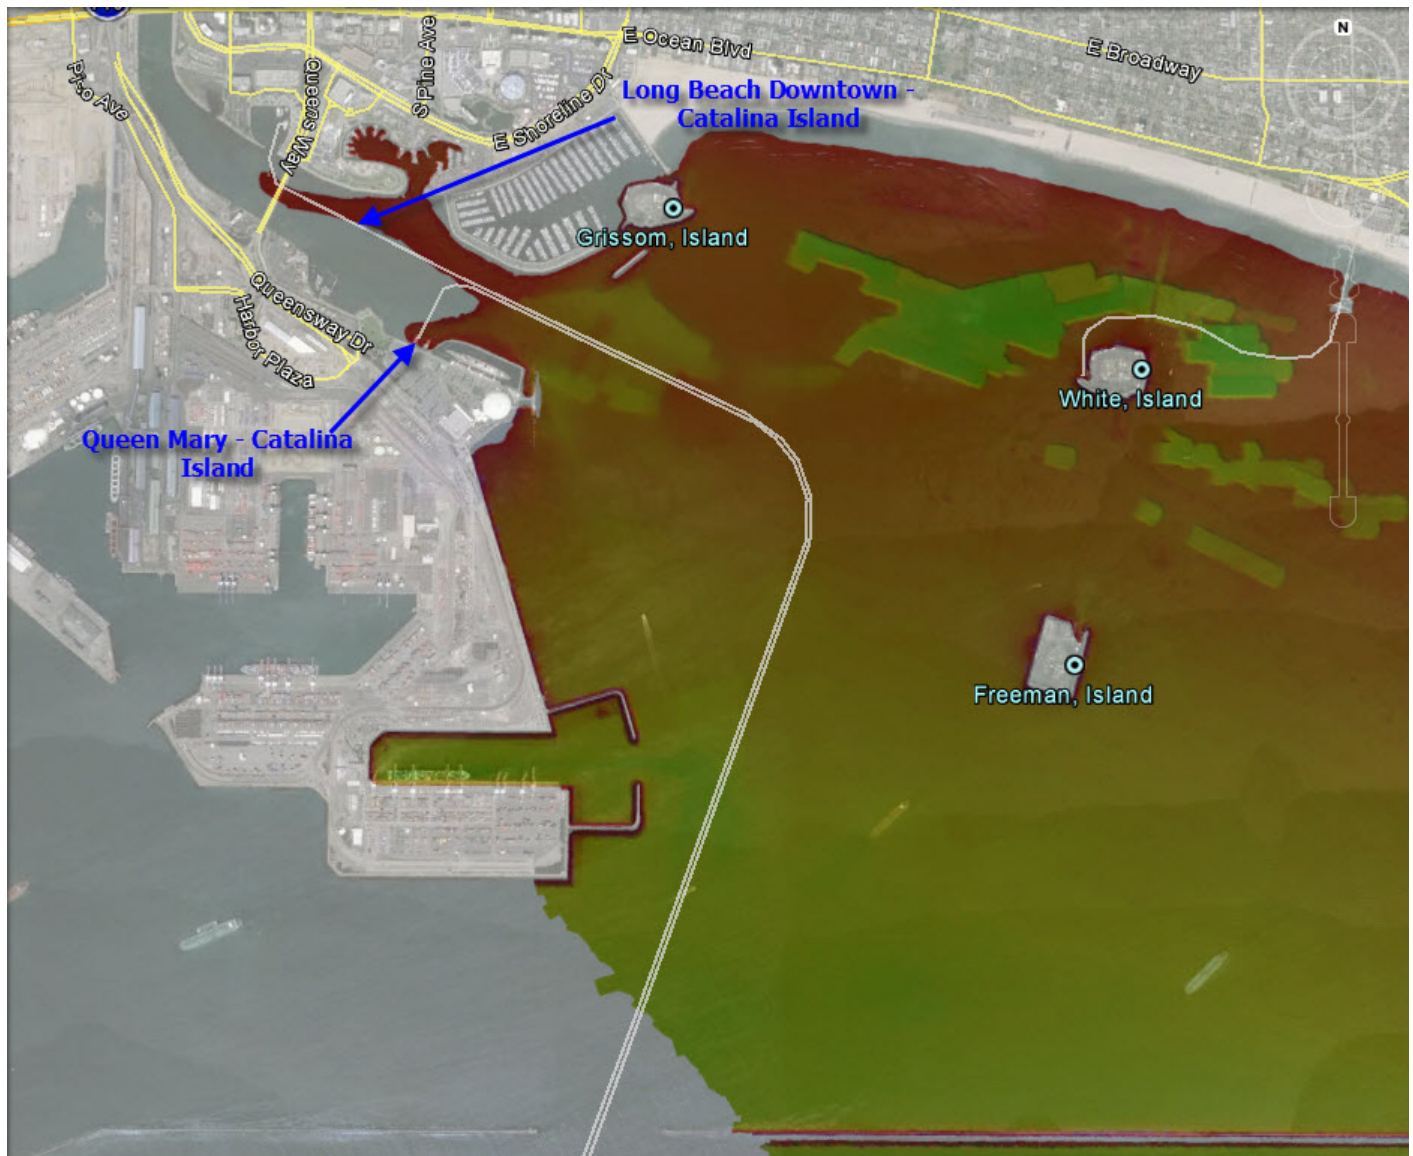 N
E Ocean Blvd
E Broadway
S Pine Ave
Queens Way
Pico Ave
E Shoreline Dr
Long Beach Downtown -
Catalina Island
Grissom, Island
Queensway Dr
Harbor Plaza
White, Island
Queen Mary - Catalina
Island
Freeman, Island